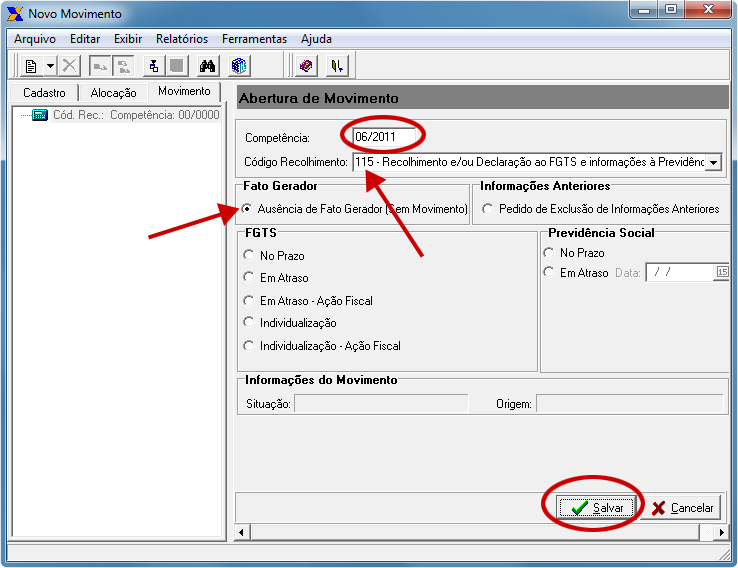 Novo Movimento
Arquivo Editar Exibir Relatórios Ferramentas Ajuda
Cadastro Alocação Movimento
Cód. Rec.: Competência: 00/0000
Abertura de Movimento
Competência: 06/2011
Código Recolhimento: 115 - Recolhimento e/ou Declaração ao FGTS e informações à Previdênc
Fato Gerador
Ausência de Fato Gerador (Sem Movimento)
Informações Anteriores
Pedido de Exclusão de Informações Anteriores
FGTS
No Prazo
Em Atraso
Em Atraso - Ação Fiscal
Individualização
Individualização - Ação Fiscal
Previdência Social
No Prazo
Em Atraso Data: / / 15
Informações do Movimento
Situação: Origem:
Salvar Cancelar